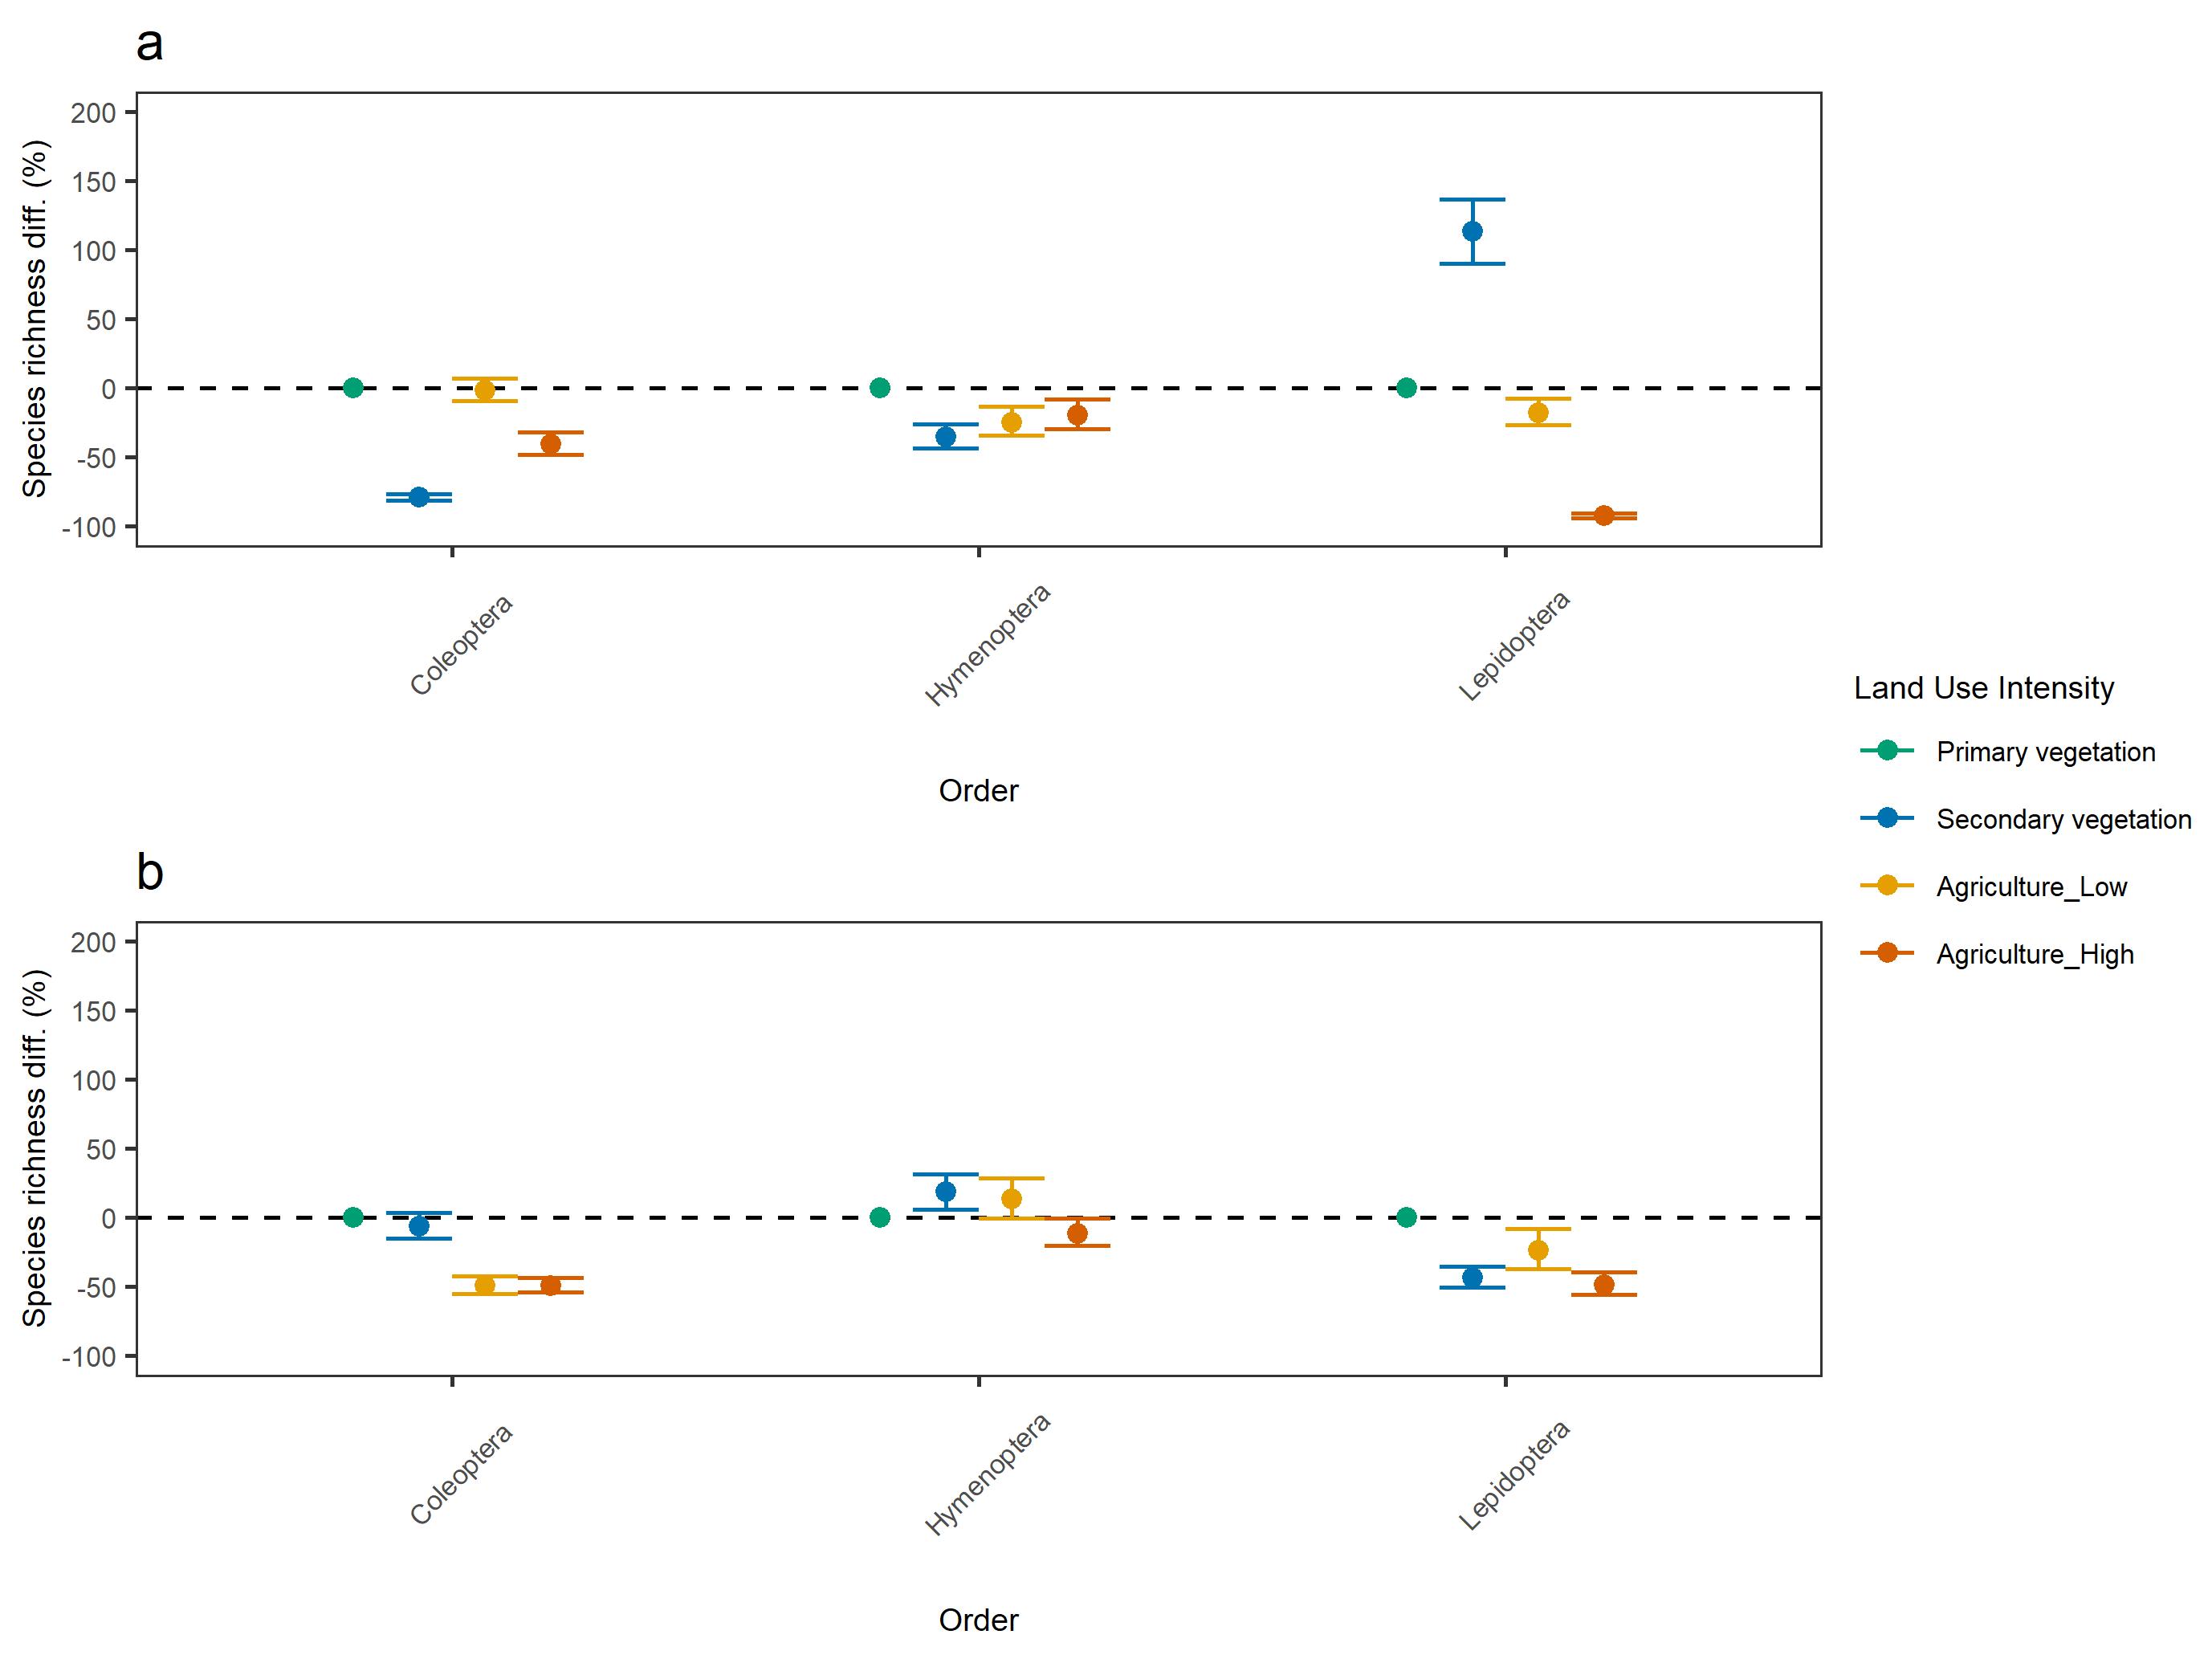 a
Species richness diff. (%)
200
150
100
50
0
-50
-100
Coleoptera
Hymenoptera
Lepidoptera
Order
Land Use Intensity
Primary vegetation
Secondary vegetation
Agriculture_Low
Agriculture_High
b
Species richness diff. (%)
200
150
100
50
0
-50
-100
Coleoptera
Hymenoptera
Lepidoptera
Order